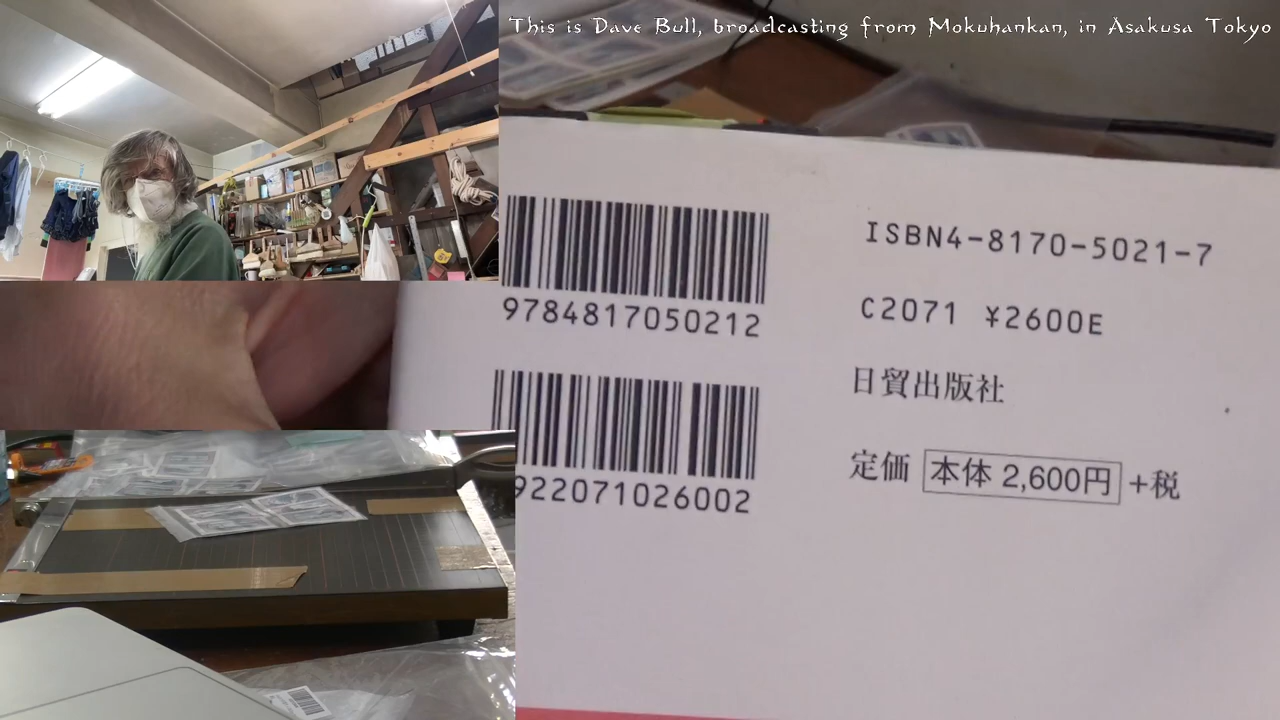 This is Dave Bull, broadcasting from Mokuhankan, in Asakusa Tokyo
9784817050212
922071026002
ISBN4-8170-5021-7
C2071 ¥2600E
日貿出版社
定価 本体 2,600円 +税